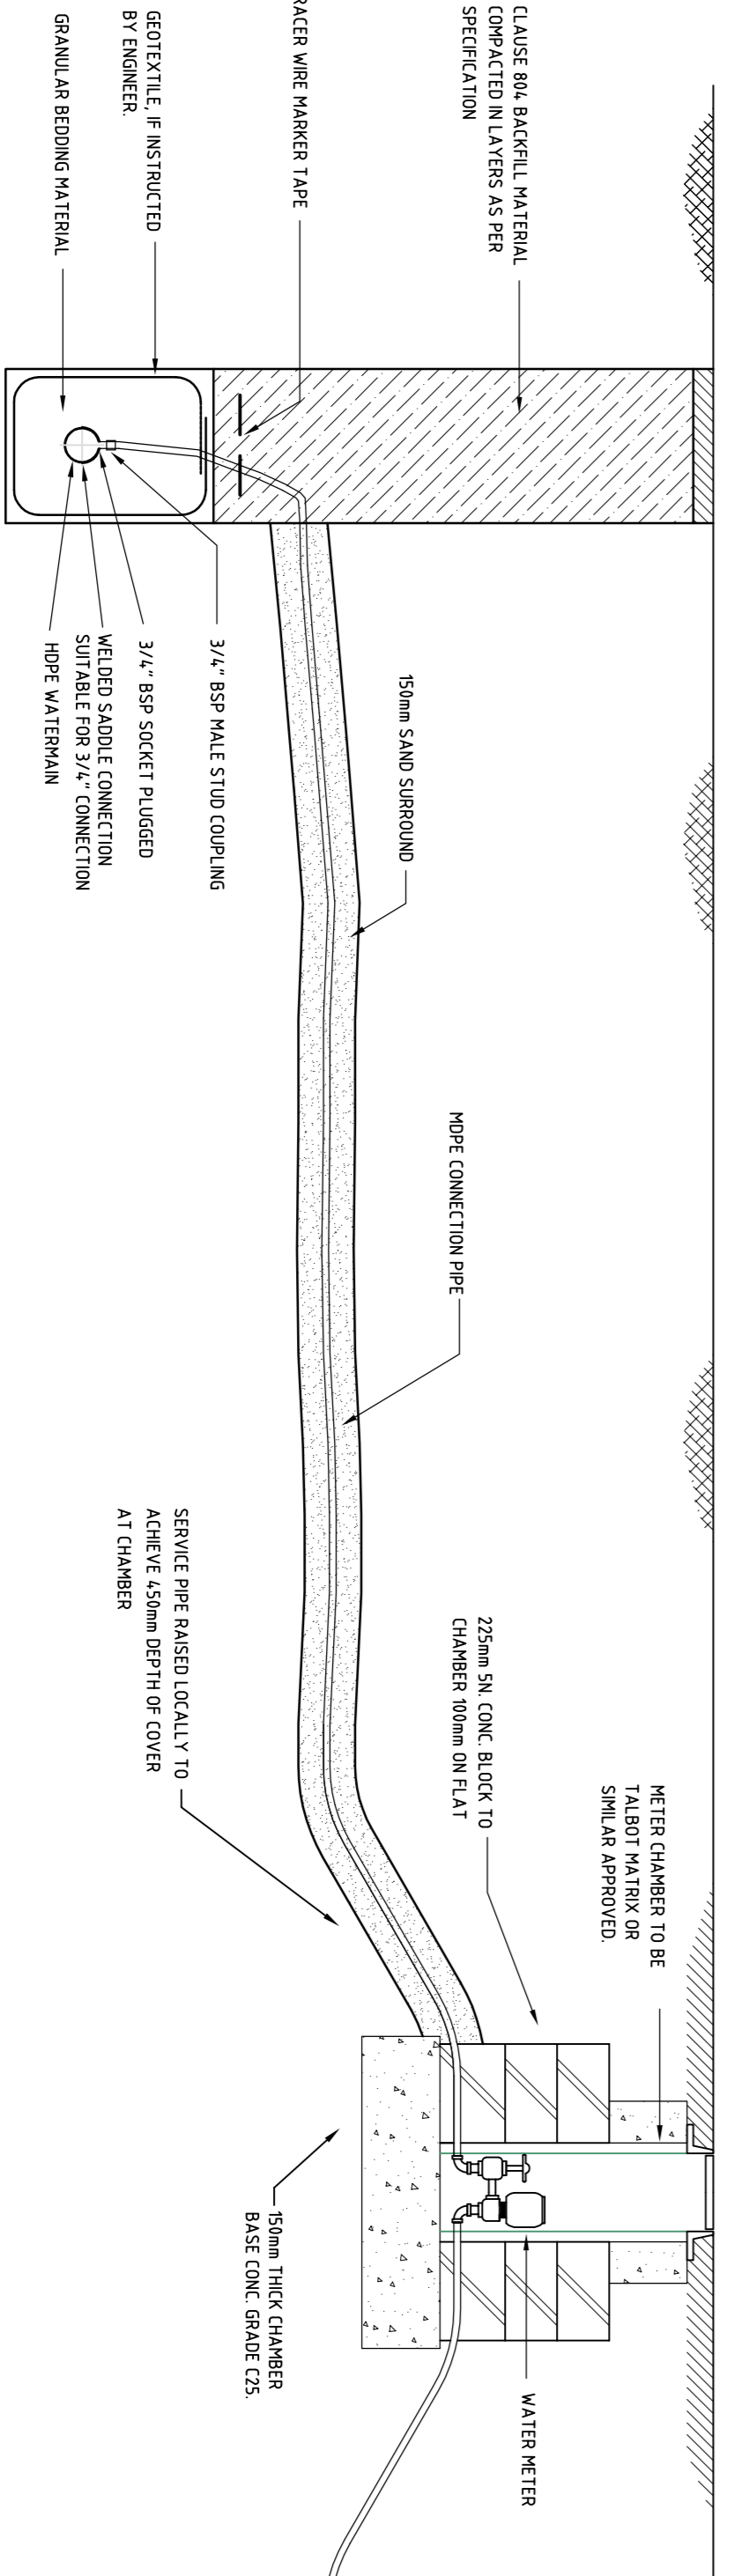 CLAUSE 804 BACKFILL MATERIAL
COMPACTED IN LAYERS AS PER
SPECIFICATION
RACER WIRE MARKER TAPE
GEOTEXTILE, IF INSTRUCTED
BY ENGINEER.
GRANULAR BEDDING MATERIAL
3/4" BSP MALE STUD COUPLING
3/4" BSP SOCKET PLUGGED
WELDED SADDLE CONNECTION
SUITABLE FOR 3/4" CONNECTION
HDPE WATERMAIN
150mm SAND SURROUND
MDPE CONNECTION PIPE
SERVICE PIPE RAISED LOCALLY TO
ACHIEVE 450mm DEPTH OF COVER
AT CHAMBER
225mm 5N. CONC. BLOCK TO
CHAMBER 100mm ON FLAT
METER CHAMBER TO BE
TALBOT MATRIX OR
SIMILAR APPROVED.
150mm THICK CHAMBER
BASE CONC. GRADE C25.
WATER METER